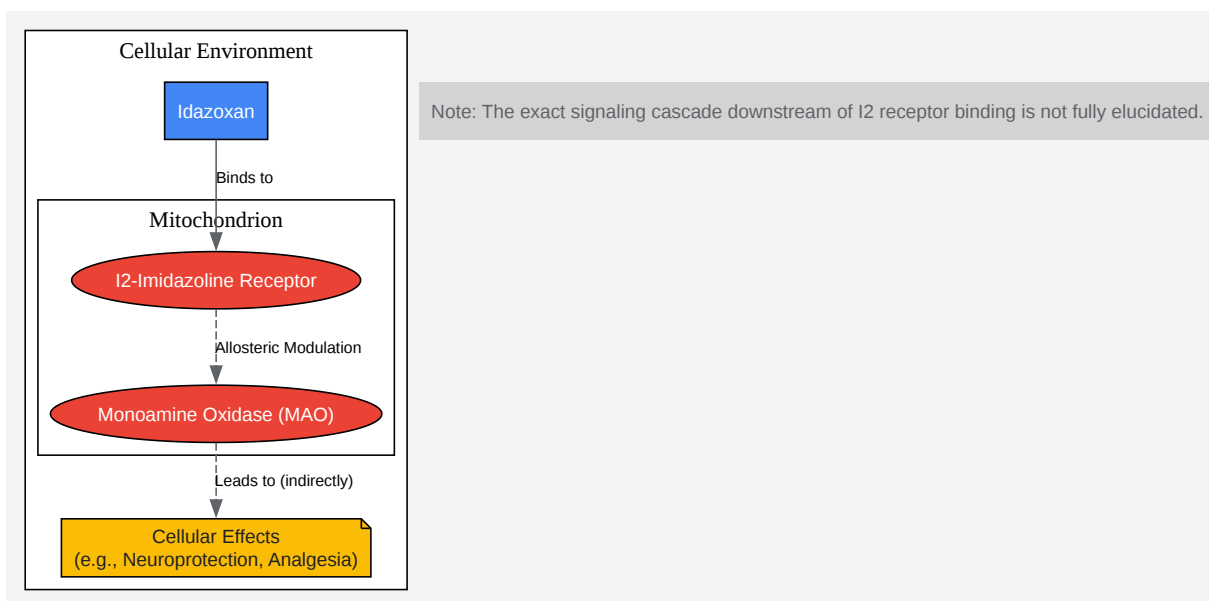 Cellular Environment
Idazoxan
Note: The exact signaling cascade downstream of I2 receptor binding is not fully elucidated.
Binds to
Mitochondrion
I2-Imidazoline Receptor
Allosteric Modulation
Monoamine Oxidase (MAO)
Leads to (indirectly)
Cellular Effects
(e.g., Neuroprotection, Analgesia)